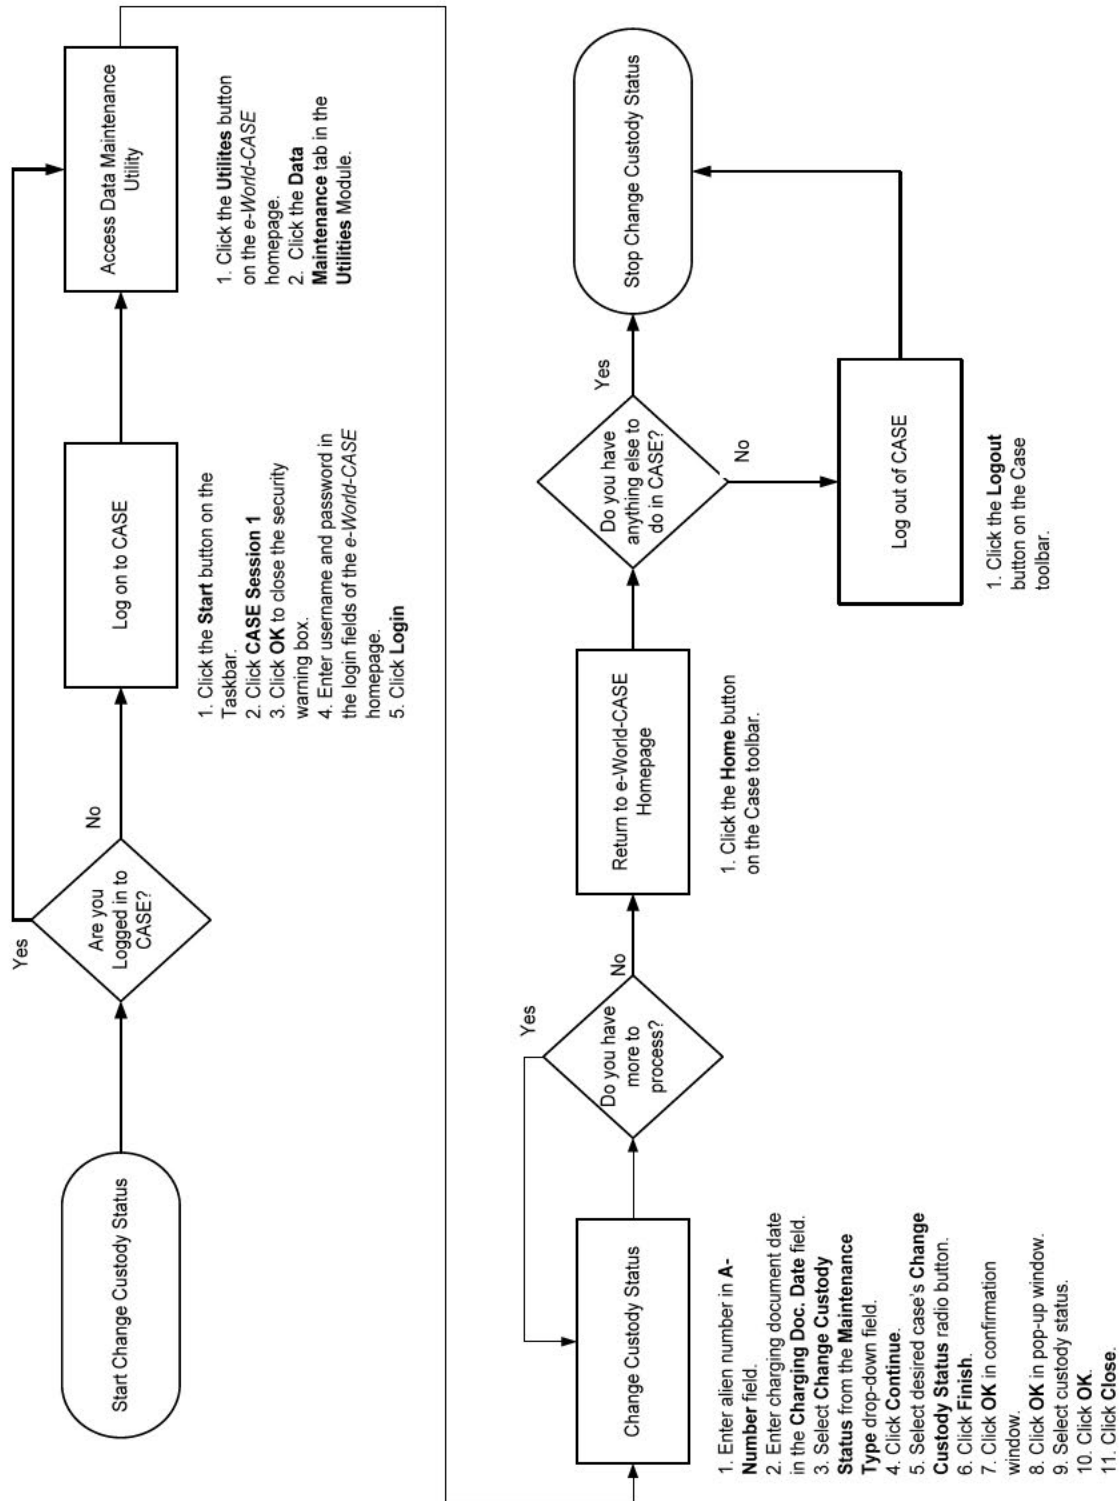 Start Change Custody Status
Are you
Logged in to
CASE?
Yes
No
Log on to CASE
1. Click the Start button on the
Taskbar.
2. Click CASE Session 1
3. Click OK to close the security
warning box.
4. Enter username and password in
the login fields of the e-World-CASE
homepage.
5. Click Login
Access Data Maintenance
Utility
1. Click the Utilites button
on the e-World-CASE
homepage.
2. Click the Data
Maintenance tab in the
Utilities Module.
Change Custody Status
1. Enter alien number in A-
Number field.
2. Enter charging document date
in the Charging Doc. Date field.
3. Select Change Custody
Status from the Maintenance
Type drop-down field.
4. Click Continue.
5. Select desired case's Change
Custody Status radio button.
6. Click Finish.
7. Click OK in confirmation
window.
8. Click OK in pop-up window.
9. Select custody status.
10. Click OK.
11. Click Close.
Do you have
more to
process?
Yes
No
Return to e-World-CASE
Homepage
1. Click the Home button
on the Case toolbar.
Do you have
anything else to
do in CASE?
Yes
No
Log out of CASE
1. Click the Logout
button on the Case
toolbar.
Stop Change Custody Status